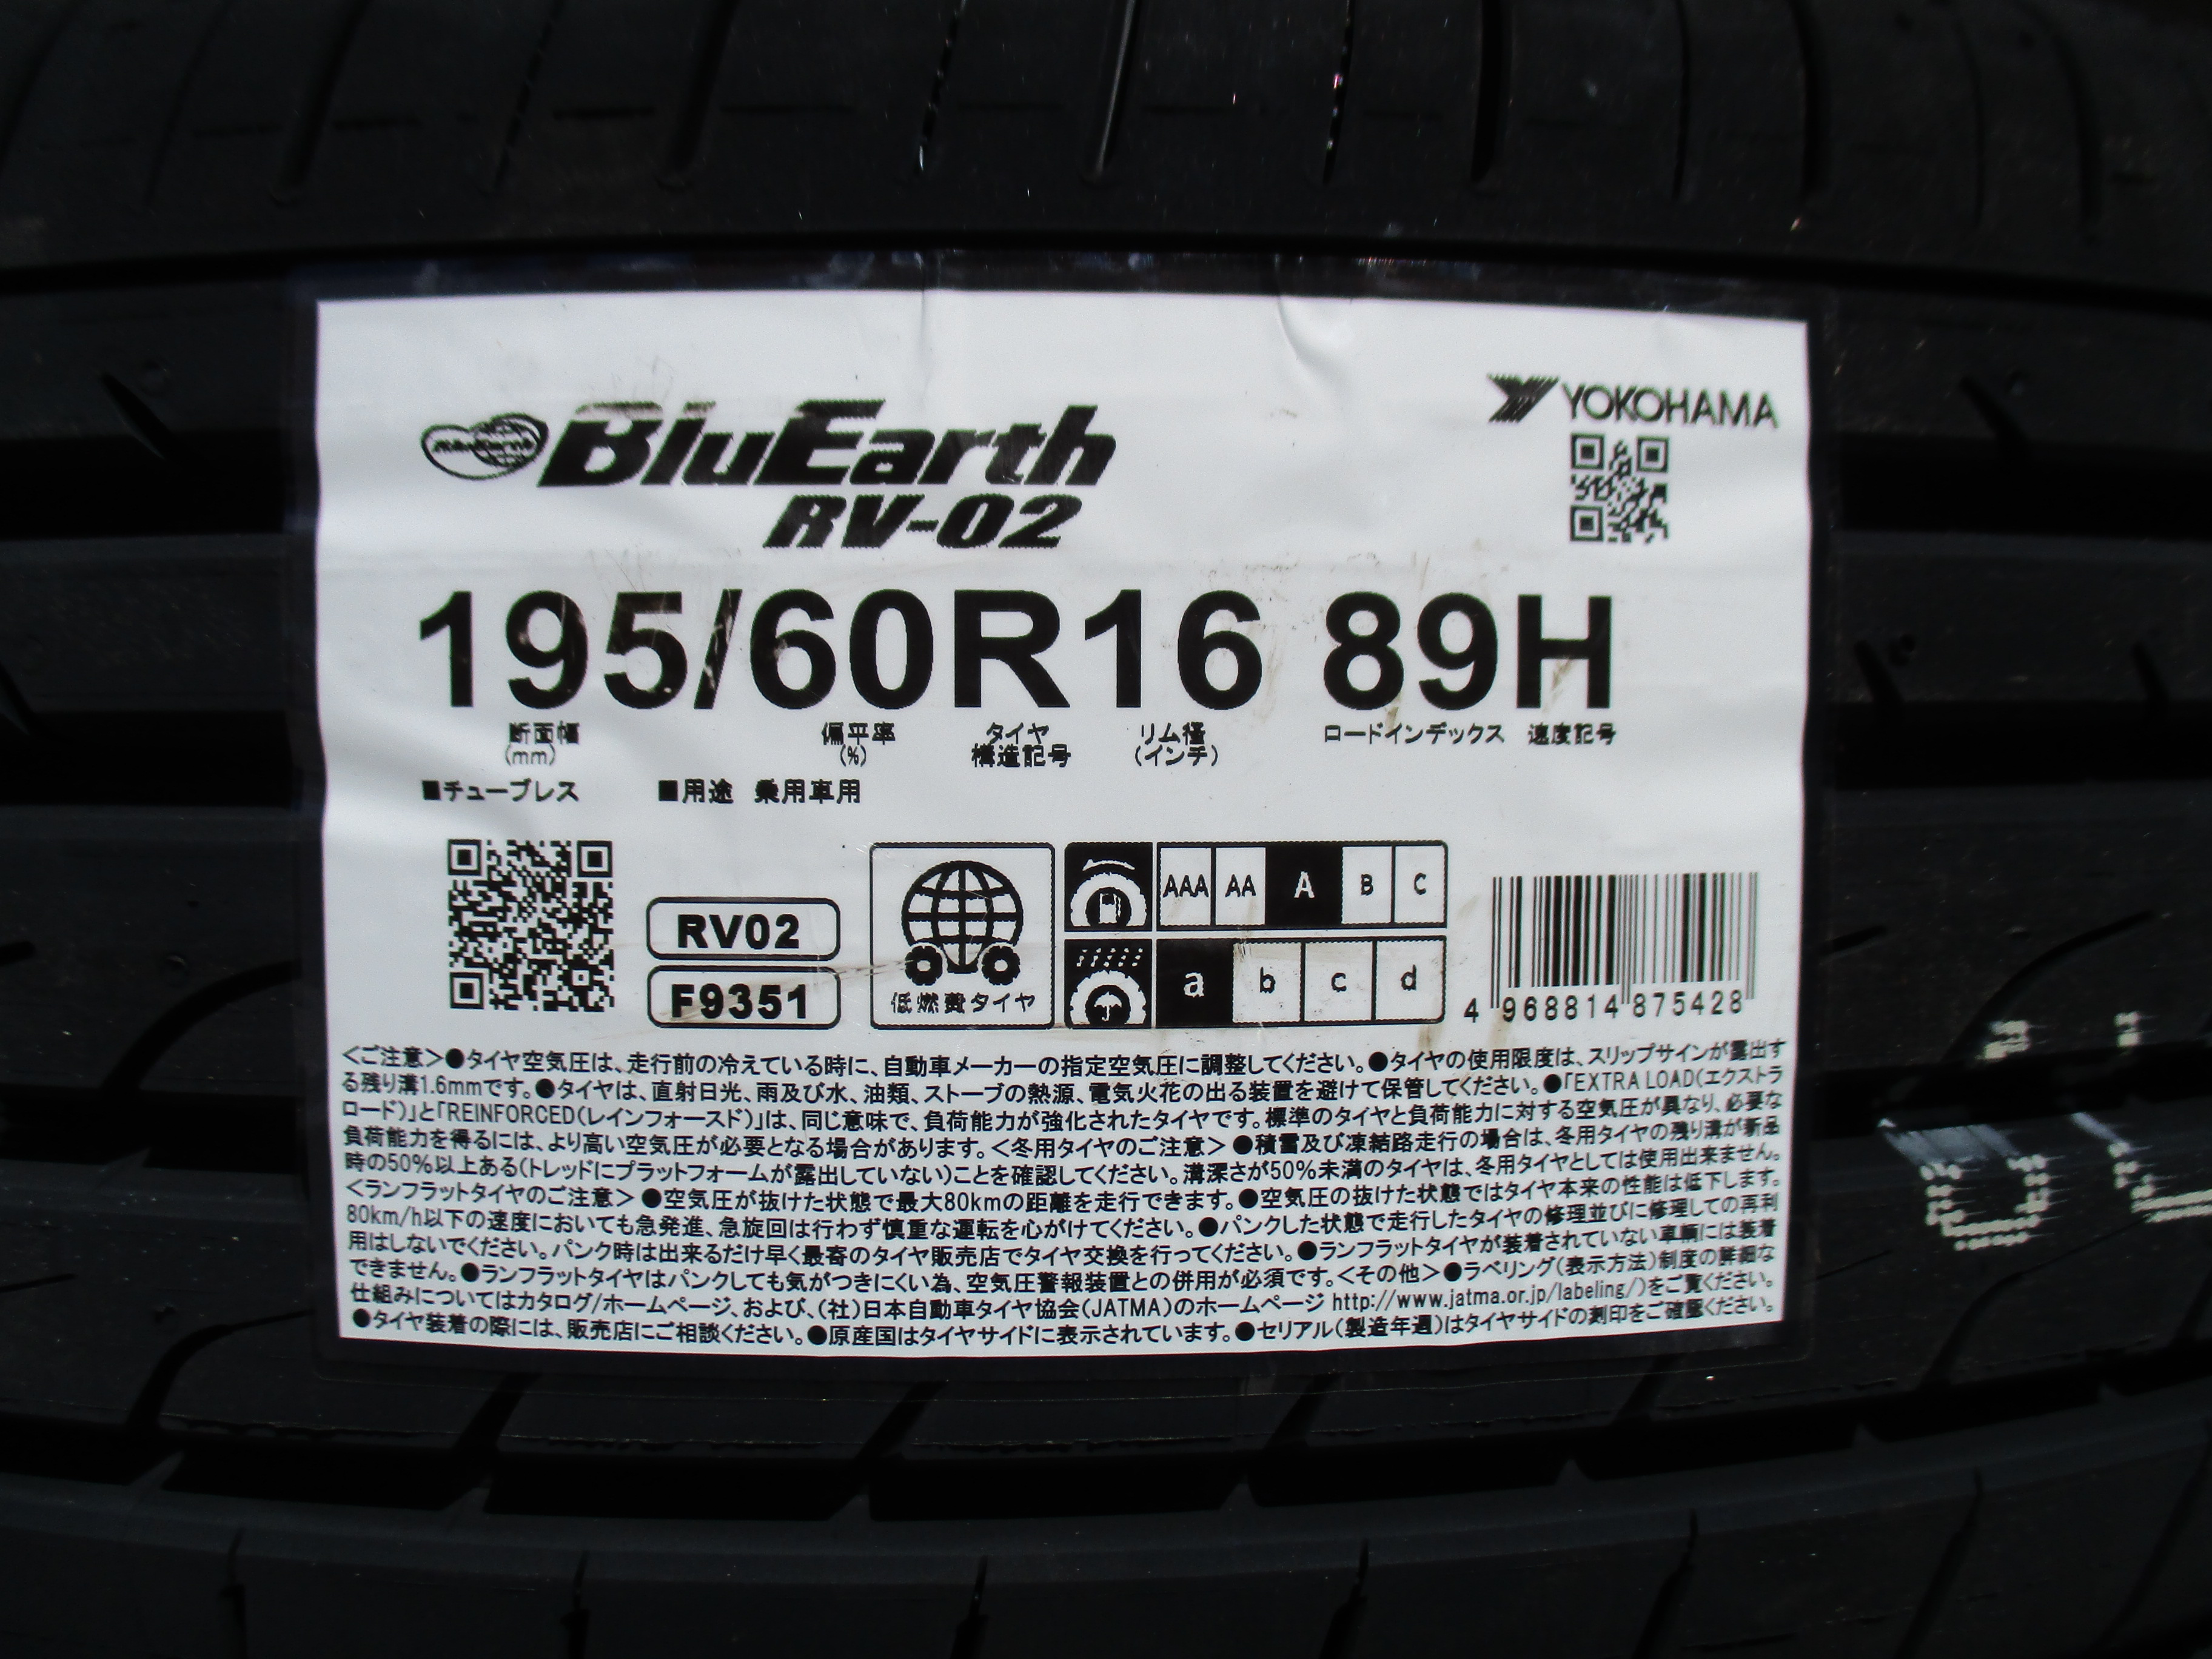 BluEarth
YOKOHAMA
RV-02
195/60R16 89H
断面幅 偏平率 タイヤ リム径 ロードインデックス 速度記号
(mm) (%) 構造記号 (インチ)
■チューブレス ■用途 乗用車用
RV02
F9351
低燃費タイヤ
AAA AA A B C
a b c d
4 968814 875428
<ご注意>●タイヤ空気圧は、走行前の冷えている時に、自動車メーカーの指定空気圧に調整してください。●タイヤの使用限度は、スリップサインが露出す
る残り溝1.6mmです。●タイヤは、直射日光、雨及び水、油類、ストーブの熱源、電気火花の出る装置を避けて保管してください。●「EXTRA LOAD(エクストラ
ロード)」と「REINFORCED(レインフォースド)」は、同じ意味で、負荷能力が強化されたタイヤです。標準のタイヤと負荷能力に対する空気圧が異なり、必要な
負荷能力を得るには、より高い空気圧が必要となる場合があります。<冬用タイヤのご注意>●積雪及び凍結路走行の場合は、冬用タイヤの残り溝が新品
時の50%以上ある(トレッドにプラットフォームが露出していない)ことを確認してください。溝深さが50%未満のタイヤは、冬用タイヤとしては使用出来ません。
<ランフラットタイヤのご注意>●空気圧が抜けた状態で最大80kmの距離を走行できます。●空気圧の抜けた状態ではタイヤ本来の性能は低下します。
80km/h以下の速度においても急発進、急旋回は行わず慎重な運転を心がけてください。●パンクした状態で走行したタイヤの修理並びに修理しての再利
用はしないでください。パンク時は出来るだけ早く最寄のタイヤ販売店でタイヤ交換を行ってください。●ランフラットタイヤが装着されていない車輌には装着
できません。●ランフラットタイヤはパンクしても気がつきにくい為、空気圧警報装置との併用が必須です。<その他>●ラベリング(表示方法)制度の詳細な
仕組みについてはカタログ/ホームページ、および、(社)日本自動車タイヤ協会(JATMA)のホームページ http://www.jatma.or.jp/labeling/)をご覧ください。
●タイヤ装着の際には、販売店にご相談ください。●原産国はタイヤサイドに表示されています。●セリアル(製造年週)はタイヤサイドの刻印をご確認ください。